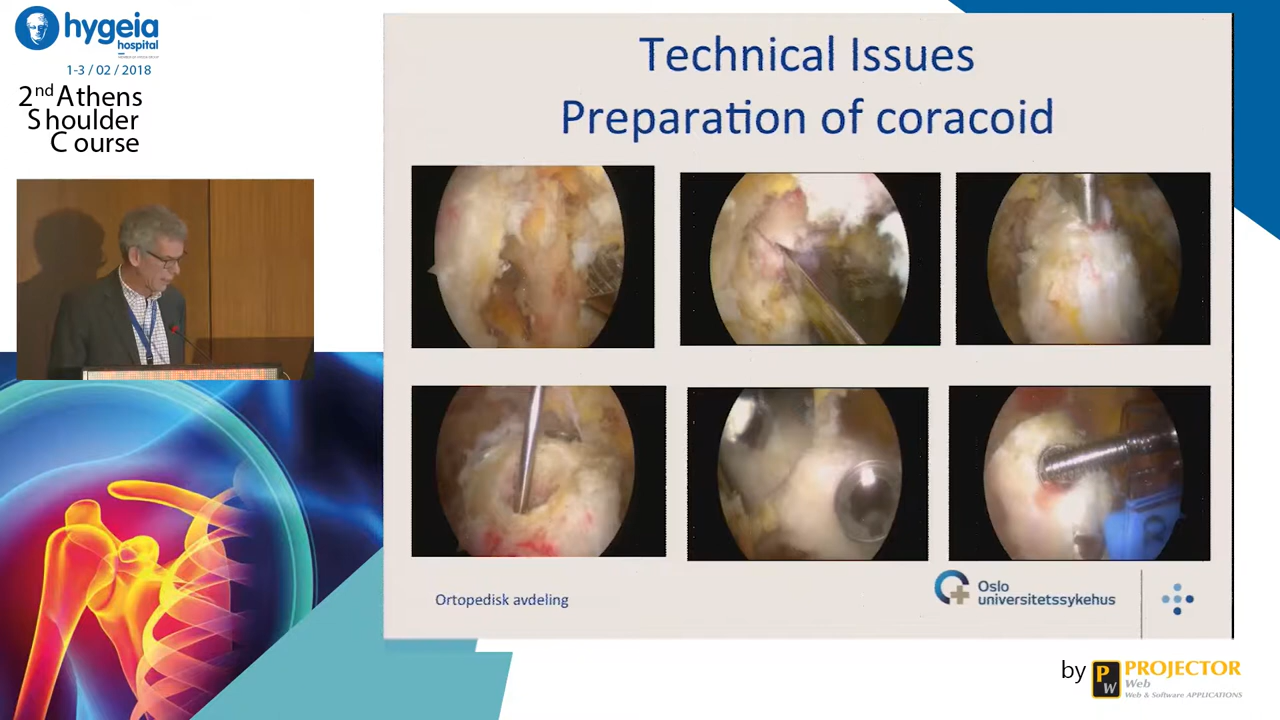 hygeia
hospital
1-3 / 02 / 2018
2nd Athens
Shoulder
Course
Technical Issues
Preparation of coracoid
Ortopedisk avdeling
Oslo
universitetssykehus
by
PW
PROJECTOR
Web
Web & Software APPLICATIONS